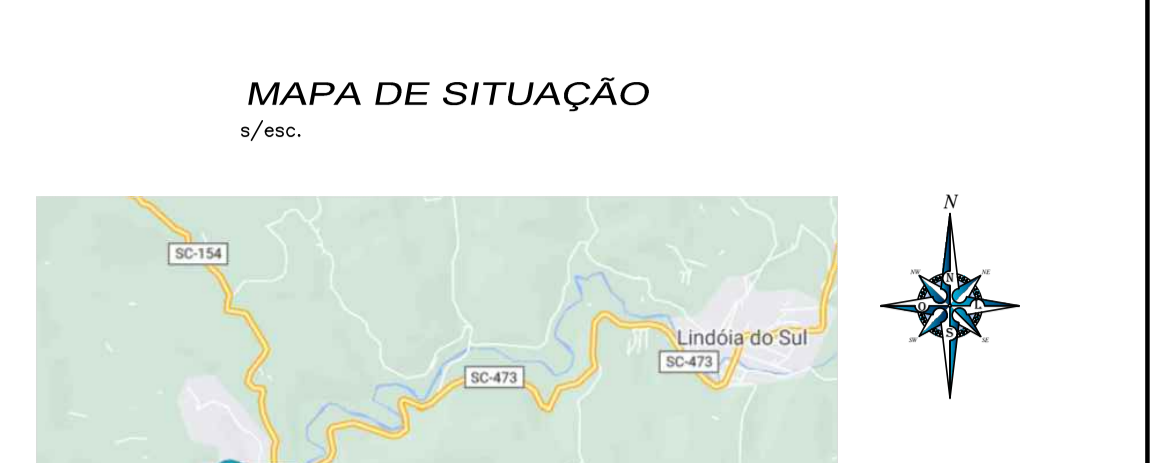 MAPA DE SITUAÇÃO
s/esc.
N
SC-154
NW
NE
N
O
L
Lindóia do Sul
S
SW
SE
SC-473
SC-473